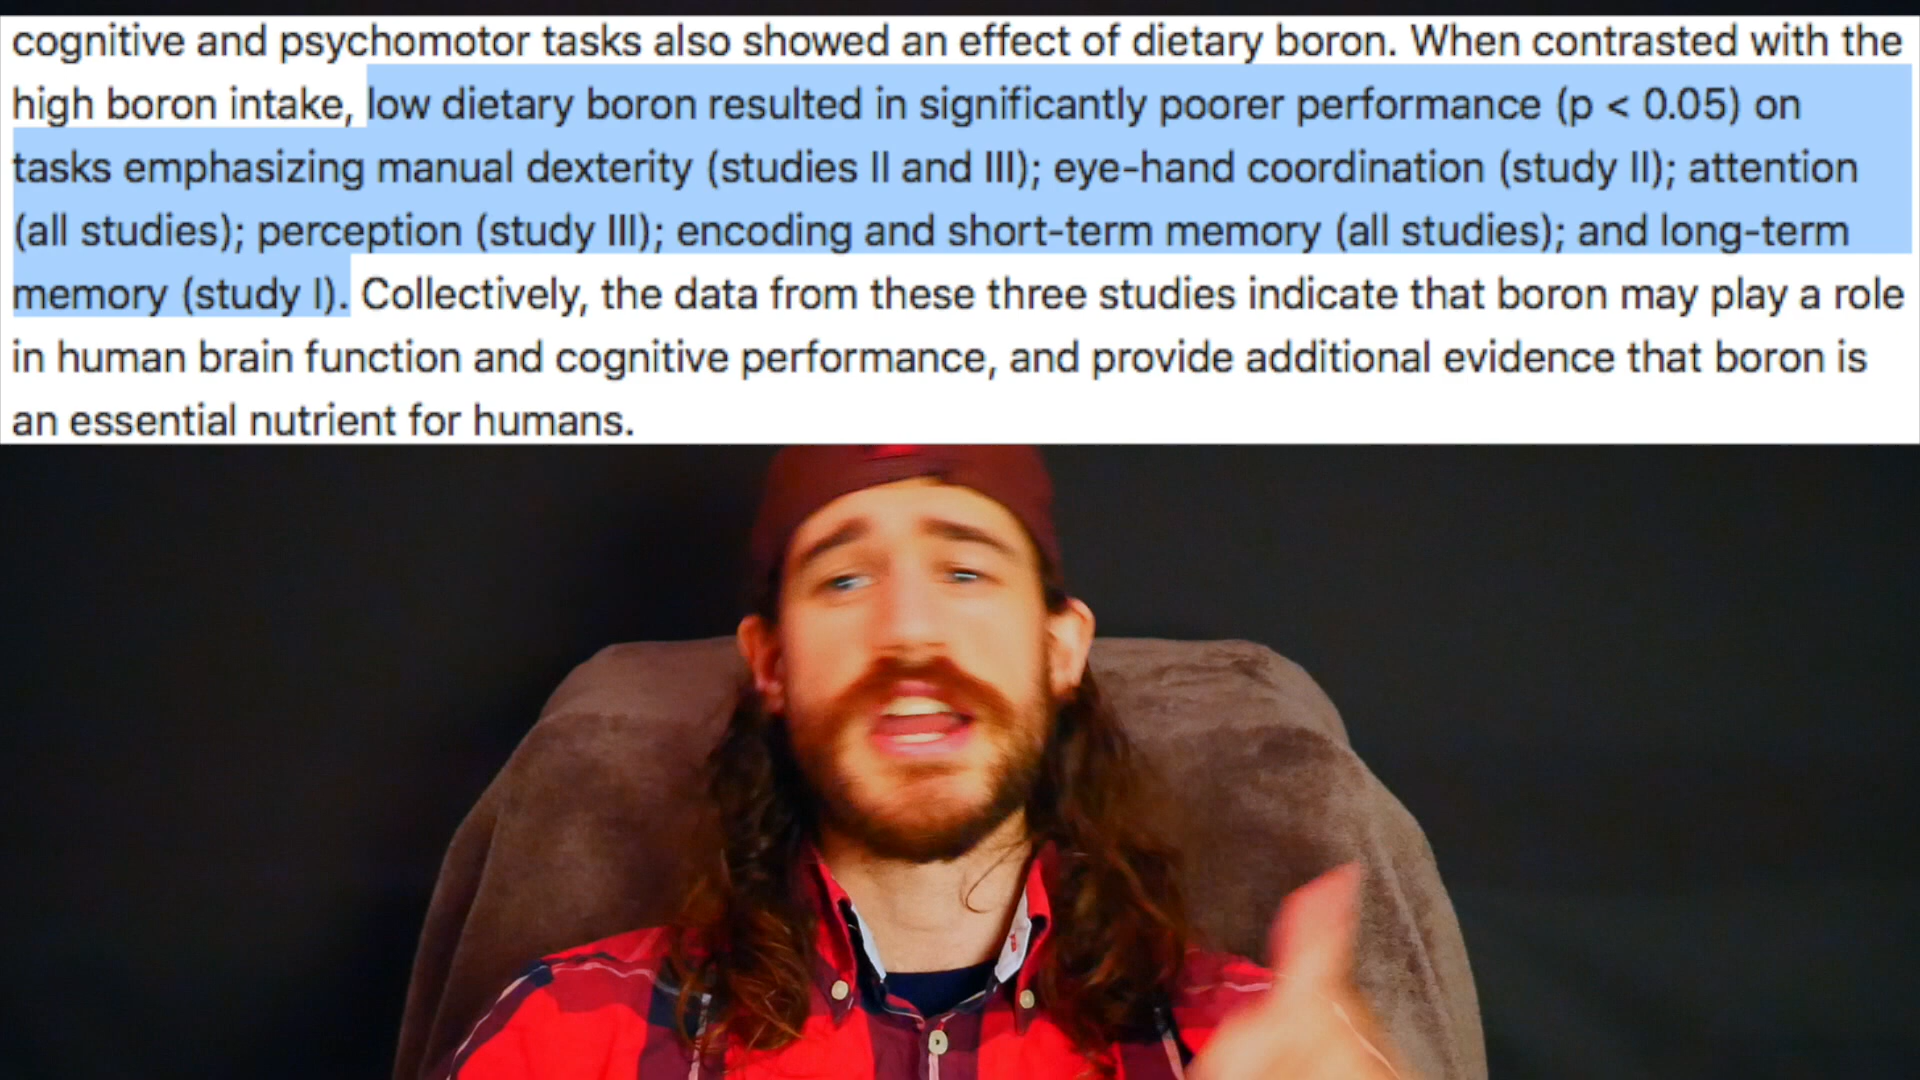 cognitive and psychomotor tasks also showed an effect of dietary boron. When contrasted with the
high boron intake, low dietary boron resulted in significantly poorer performance (p < 0.05) on
tasks emphasizing manual dexterity (studies II and III); eye-hand coordination (study II); attention
(all studies); perception (study III); encoding and short-term memory (all studies); and long-term
memory (study I). Collectively, the data from these three studies indicate that boron may play a role
in human brain function and cognitive performance, and provide additional evidence that boron is
an essential nutrient for humans.